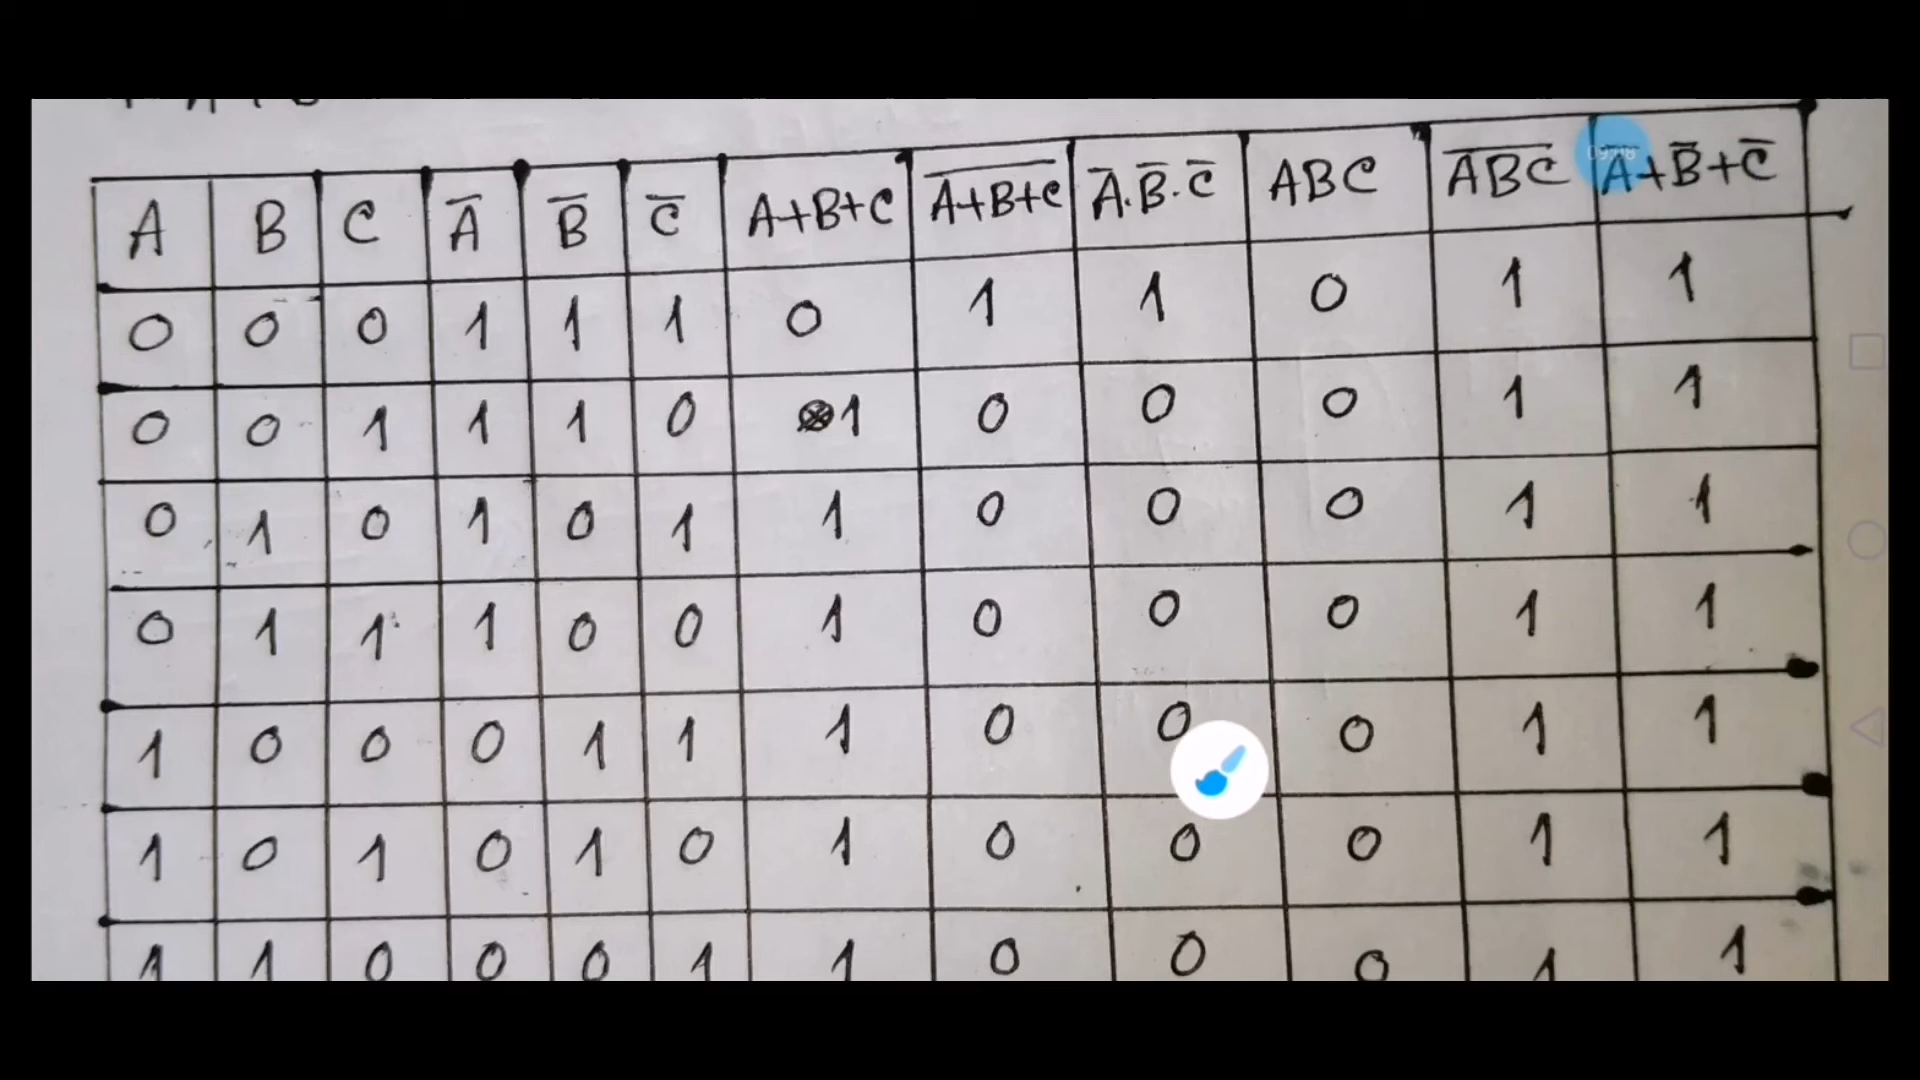 A B C A̅ B̅ C̅ A+B+C A̅+̅B̅+̅C̅ A̅.B̅.C̅ ABC A̅B̅C̅ A̅+B̅+C̅
0 0 0 1 1 1 0 1 1 0 1 1
0 0 1 1 1 0 1 0 0 0 1 1
0 1 0 1 0 1 1 0 0 0 1 1
0 1 1 1 0 0 1 0 0 0 1 1
1 0 0 0 1 1 1 0 0 0 1 1
1 0 1 0 1 0 1 0 0 0 1 1
1 1 0 0 0 1 1 0 0 0 1 1